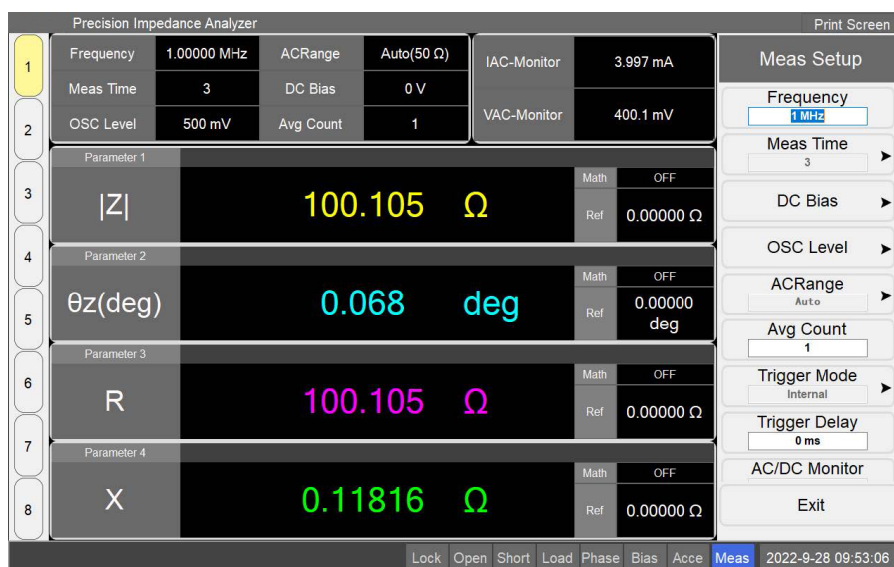 Precision Impedance Analyzer
Print Screen
1
2
3
4
5
6
7
8
Frequency 1.00000 MHz ACRange Auto(50 Ω)
Meas Time 3 DC Bias 0 V
OSC Level 500 mV Avg Count 1
IAC-Monitor 3.997 mA
VAC-Monitor 400.1 mV
Parameter 1
|Z| 100.105 Ω
Math OFF
Ref 0.00000 Ω
Parameter 2
θz(deg) 0.068 deg
Math OFF
Ref 0.00000
deg
Parameter 3
R 100.105 Ω
Math OFF
Ref 0.00000 Ω
Parameter 4
X 0.11816 Ω
Math OFF
Ref 0.00000 Ω
Meas Setup
Frequency
1 MHz
Meas Time
3
DC Bias
OSC Level
ACRange
Auto
Avg Count
1
Trigger Mode
Internal
Trigger Delay
0 ms
AC/DC Monitor
Exit
Lock Open Short Load Phase Bias Acce Meas 2022-9-28 09:53:06